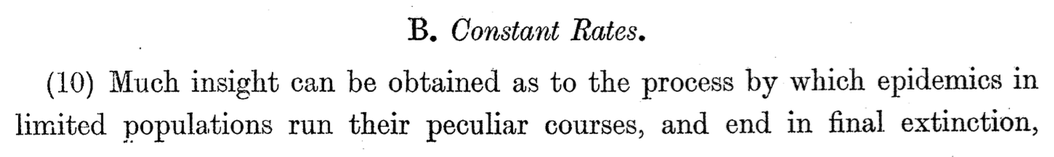 B. Constant Rates.
(10) Much insight can be obtained as to the process by which epidemics in
limited populations run their peculiar courses, and end in final extinction,